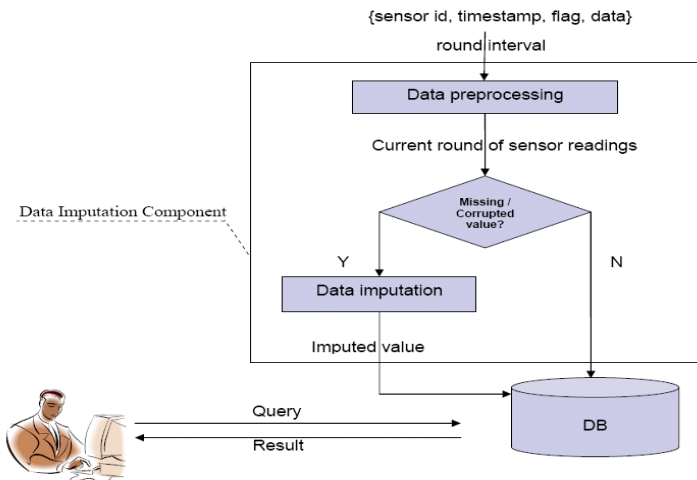 {sensor id, timestamp, flag, data}
round interval
Data preprocessing
Current round of sensor readings
Missing /
Corrupted
value?
Data Imputation Component
Y
N
Data imputation
Imputed value
Query
Result
DB